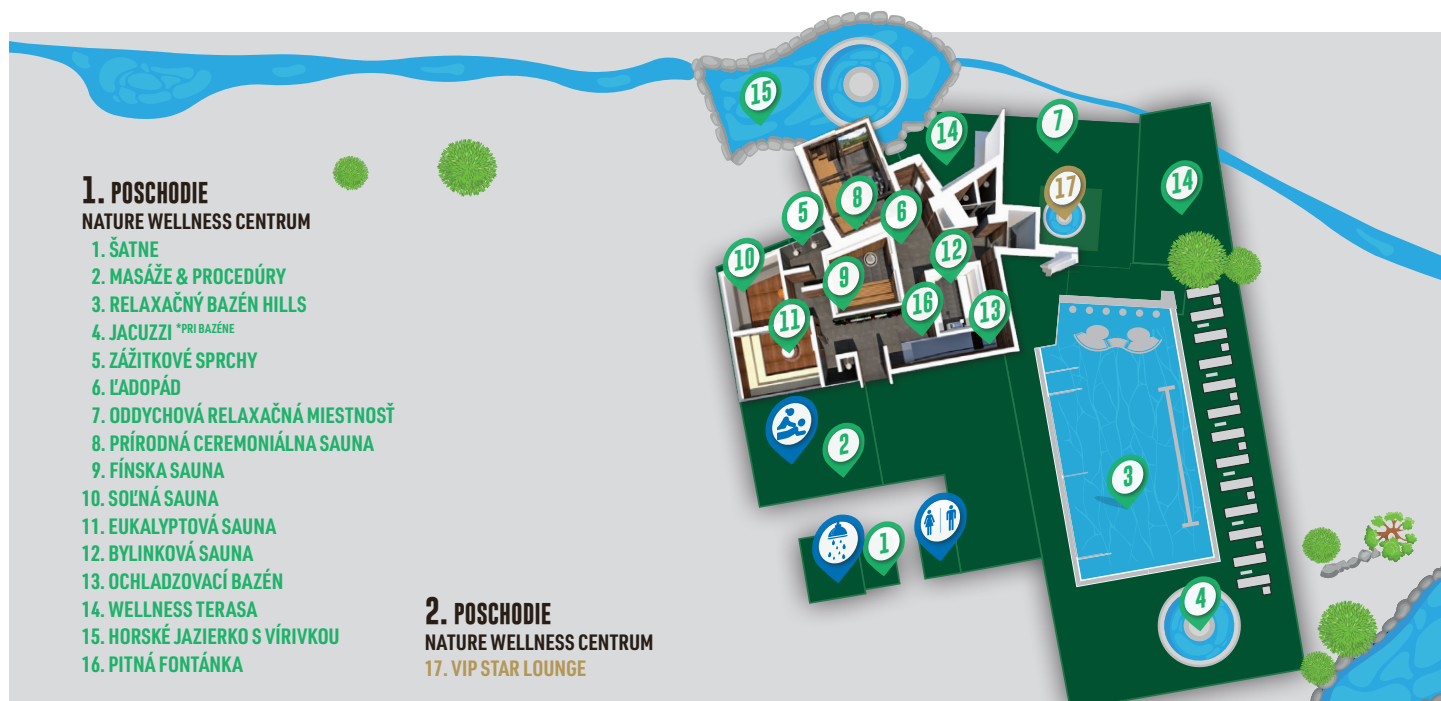 1. POSCHODIE
NATURE WELLNESS CENTRUM
1. ŠATNE
2. MASÁŽE & PROCEDÚRY
3. RELAXAČNÝ BAZÉN HILLS
4. JACUZZI *PRI BAZÉNE
5. ZÁŽITKOVÉ SPRCHY
6. ĽADOPÁD
7. ODDYCHOVÁ RELAXAČNÁ MIESTNOSŤ
8. PRÍRODNÁ CEREMONIÁLNA SAUNA
9. FÍNSKA SAUNA
10. SOĽNÁ SAUNA
11. EUKALYPTOVÁ SAUNA
12. BYLINKOVÁ SAUNA
13. OCHLADZOVACÍ BAZÉN
14. WELLNESS TERASA
15. HORSKÉ JAZIERKO S VÍRIVKOU
16. PITNÁ FONTÁNKA
2. POSCHODIE
NATURE WELLNESS CENTRUM
17. VIP STAR LOUNGE
15
14
7
14
17
5
8
6
10
9
12
11
16
13
2
3
1
4